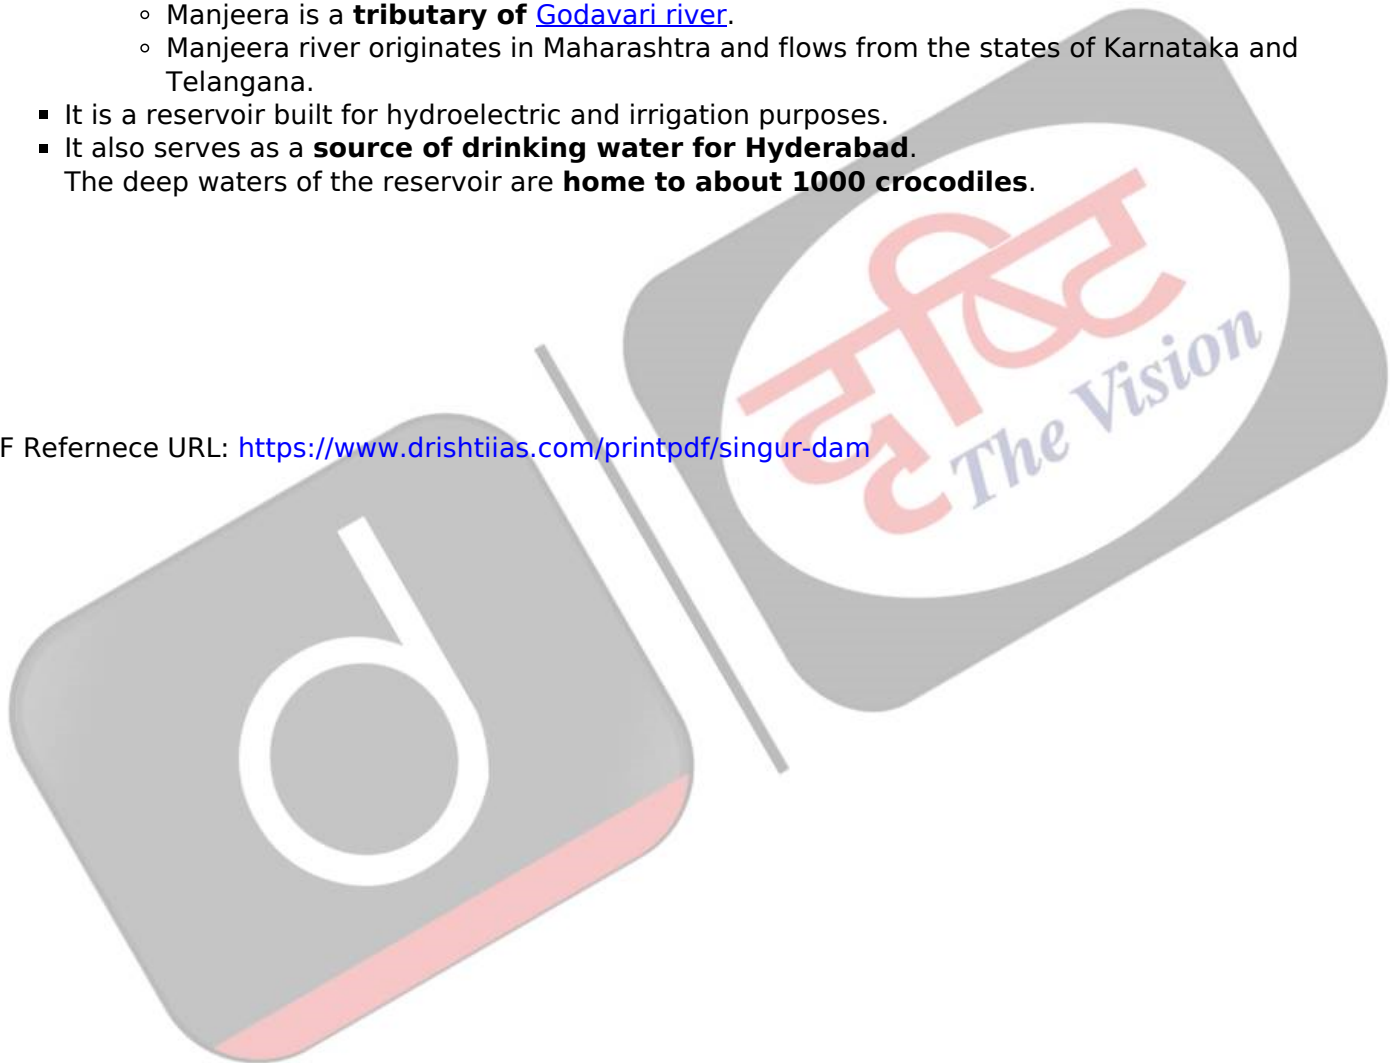 ◦ Manjeera is a tributary of Godavari river.
◦ Manjeera river originates in Maharashtra and flows from the states of Karnataka and
Telangana.
▪ It is a reservoir built for hydroelectric and irrigation purposes.
▪ It also serves as a source of drinking water for Hyderabad.
The deep waters of the reservoir are home to about 1000 crocodiles.
दृष्टि
The Vision
F Refernece URL: https://www.drishtiias.com/printpdf/singur-dam
d